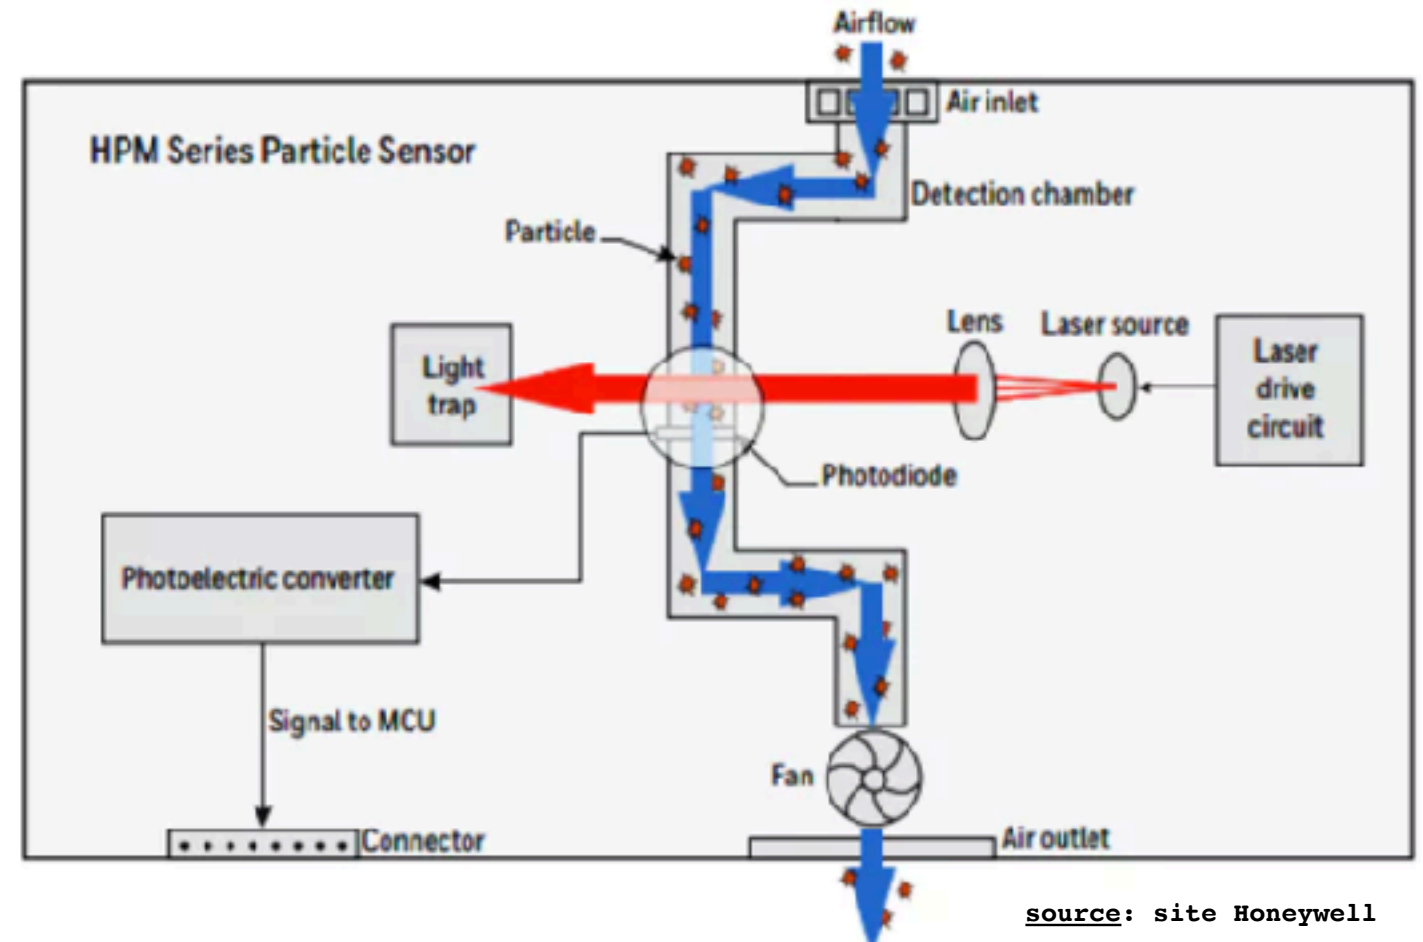 Airflow
Air inlet
HPM Series Particle Sensor
Detection chamber
Particle
Lens
Laser source
Light
trap
Laser
drive
circuit
Photodiode
Photoelectric converter
Signal to MCU
Fan
Connector
Air outlet
source: site Honeywell